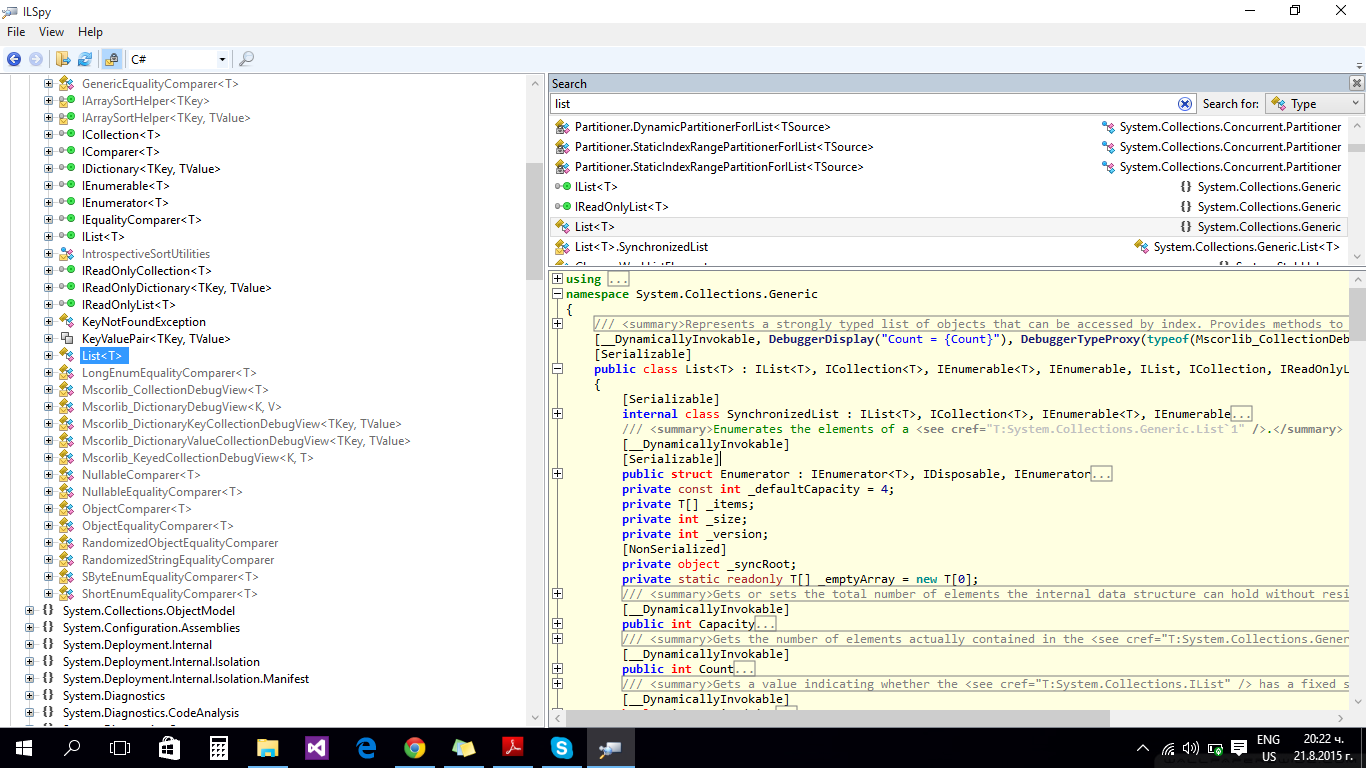 ILSpy
File View Help
C#
GenericEqualityComparer<T>
IArraySortHelper<TKey>
IArraySortHelper<TKey, TValue>
ICollection<T>
IComparer<T>
IDictionary<TKey, TValue>
IEnumerable<T>
IEnumerator<T>
IEqualityComparer<T>
IList<T>
IntrospectiveSortUtilities
IReadOnlyCollection<T>
IReadOnlyDictionary<TKey, TValue>
IReadOnlyList<T>
KeyNotFoundException
KeyValuePair<TKey, TValue>
List<T>
LongEnumEqualityComparer<T>
Mscorlib_CollectionDebugView<T>
Mscorlib_DictionaryDebugView<K, V>
Mscorlib_DictionaryKeyCollectionDebugView<TKey, TValue>
Mscorlib_DictionaryValueCollectionDebugView<TKey, TValue>
Mscorlib_KeyedCollectionDebugView<K, T>
NullableComparer<T>
NullableEqualityComparer<T>
ObjectComparer<T>
ObjectEqualityComparer<T>
RandomizedObjectEqualityComparer
RandomizedStringEqualityComparer
SByteEnumEqualityComparer<T>
ShortEnumEqualityComparer<T>
{} System.Collections.ObjectModel
{} System.Configuration.Assemblies
{} System.Deployment.Internal
{} System.Deployment.Internal.Isolation
{} System.Deployment.Internal.Isolation.Manifest
{} System.Diagnostics
{} System.Diagnostics.CodeAnalysis
Search
list Search for: Type
Partitioner.DynamicPartitionerForIList<TSource> System.Collections.Concurrent.Partitioner
Partitioner.StaticIndexRangePartitionerForIList<TSource> System.Collections.Concurrent.Partitioner
Partitioner.StaticIndexRangePartitionForIList<TSource> System.Collections.Concurrent.Partitioner
IList<T> {} System.Collections.Generic
IReadOnlyList<T> {} System.Collections.Generic
List<T> {} System.Collections.Generic
List<T>.SynchronizedList System.Collections.Generic.List<T>
using ...
namespace System.Collections.Generic
{
/// <summary>Represents a strongly typed list of objects that can be accessed by index. Provides methods to
[__DynamicallyInvokable, DebuggerDisplay("Count = {Count}"), DebuggerTypeProxy(typeof(Mscorlib_CollectionDeb
[Serializable]
public class List<T> : IList<T>, ICollection<T>, IEnumerable<T>, IEnumerable, IList, ICollection, IReadOnlyL
{
[Serializable]
internal class SynchronizedList : IList<T>, ICollection<T>, IEnumerable<T>, IEnumerable...
/// <summary>Enumerates the elements of a <see cref="T:System.Collections.Generic.List`1" />.</summary>
[__DynamicallyInvokable]
[Serializable]
public struct Enumerator : IEnumerator<T>, IDisposable, IEnumerator...
private const int _defaultCapacity = 4;
private T[] _items;
private int _size;
private int _version;
[NonSerialized]
private object _syncRoot;
private static readonly T[] _emptyArray = new T[0];
/// <summary>Gets or sets the total number of elements the internal data structure can hold without resi
[__DynamicallyInvokable]
public int Capacity...
/// <summary>Gets the number of elements actually contained in the <see cref="T:System.Collections.Gener
[__DynamicallyInvokable]
public int Count...
/// <summary>Gets a value indicating whether the <see cref="T:System.Collections.IList" /> has a fixed s
[__DynamicallyInvokable]
ENG 20:22 ч.
US 21.8.2015 г.